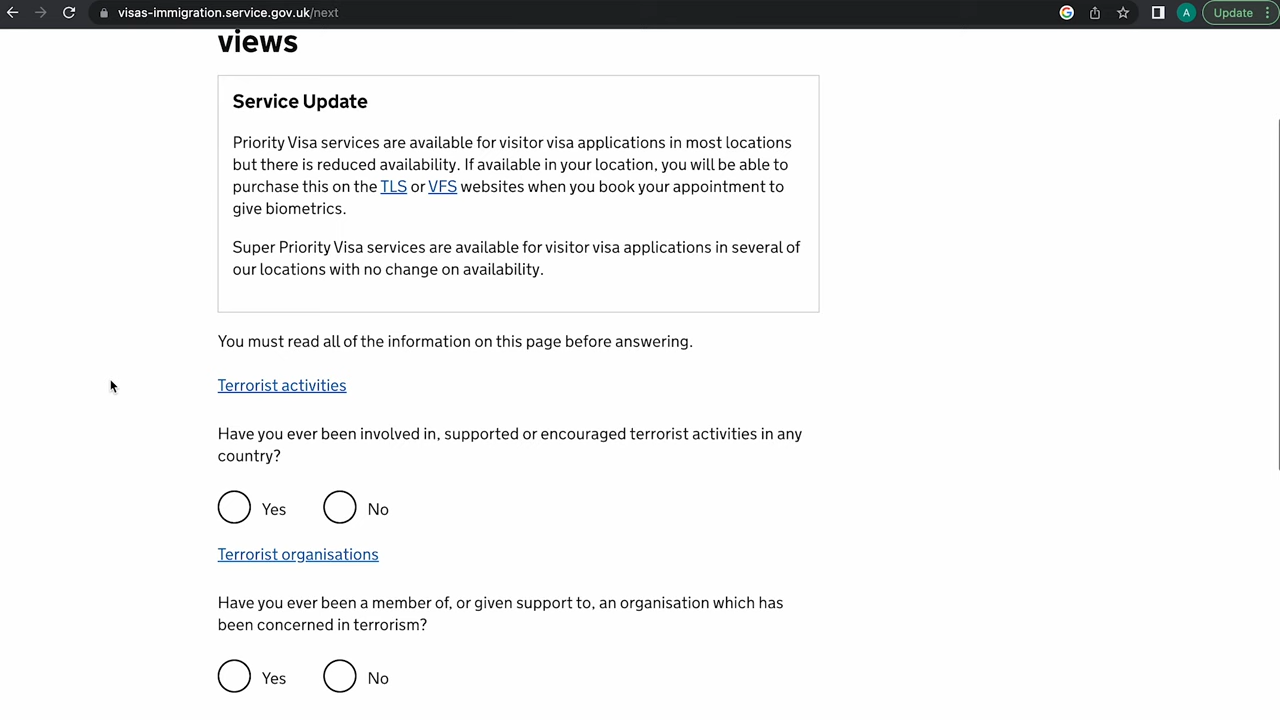 visas-immigration.service.gov.uk/next
A
Update
views
Service Update
Priority Visa services are available for visitor visa applications in most locations
but there is reduced availability. If available in your location, you will be able to
purchase this on the TLS or VFS websites when you book your appointment to
give biometrics.
Super Priority Visa services are available for visitor visa applications in several of
our locations with no change on availability.
You must read all of the information on this page before answering.
Terrorist activities
Have you ever been involved in, supported or encouraged terrorist activities in any
country?
Yes No
Terrorist organisations
Have you ever been a member of, or given support to, an organisation which has
been concerned in terrorism?
Yes No